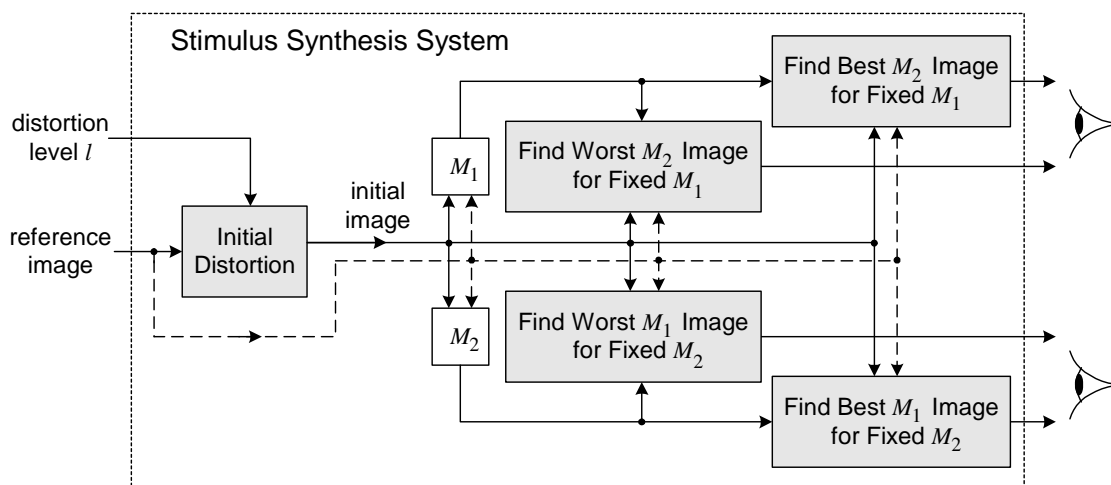 Stimulus Synthesis System
distortion
level l
reference
image
Initial
Distortion
initial
image
M₁
M₂
Find Best M₂ Image
for Fixed M₁
Find Worst M₂ Image
for Fixed M₁
Find Worst M₁ Image
for Fixed M₂
Find Best M₁ Image
for Fixed M₂